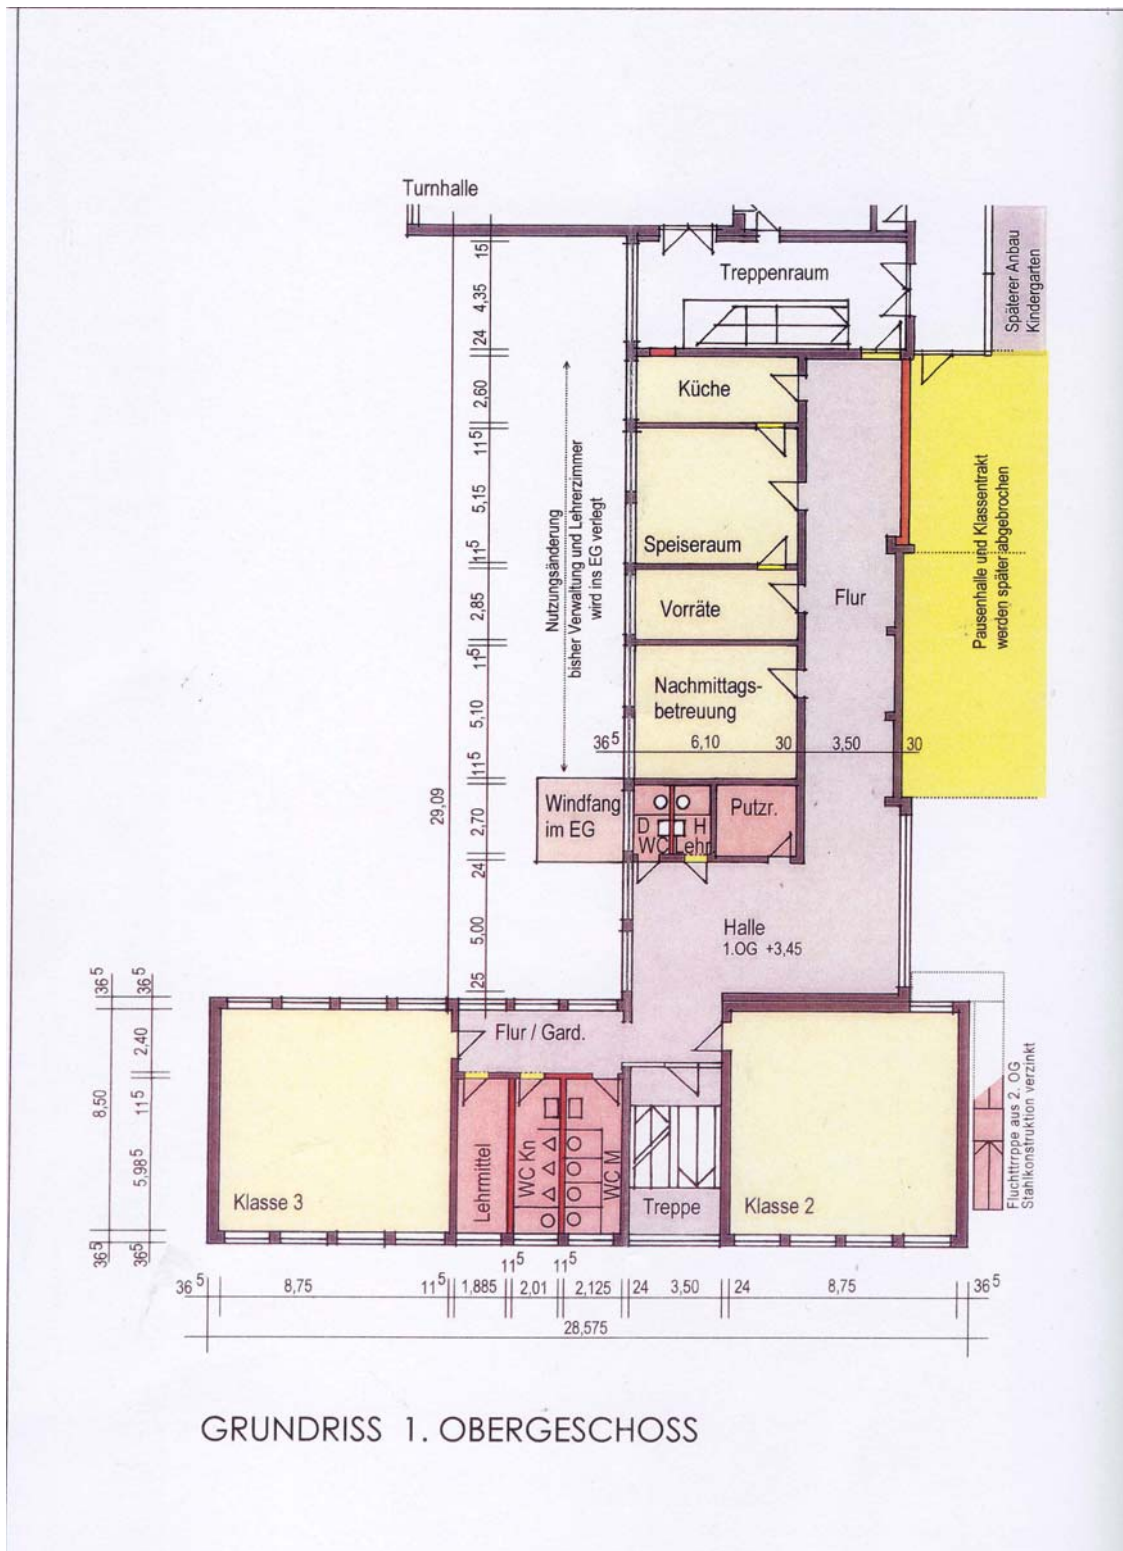 Turnhalle
Treppenraum
Späterer Anbau
Kindergarten
15
4,35
24
2,60
11⁵
5,15
11⁵
2,85
11⁵
5,10
11⁵
2,70
24
5,00
25
29,09
Küche
Speiseraum
Vorräte
Nachmittags-
betreuung
Flur
Nutzungsänderung
bisher Verwaltung und Lehrerzimmer
wird ins EG verlegt
Pausenhalle und Klassentrakt
werden später abgebrochen
36⁵ 6,10 30 3,50 30
Windfang
im EG
D H
WC Lehr.
Putzr.
Halle
1.OG +3,45
36⁵
8,50
36⁵
36⁵
2,40
11⁵
5,98⁵
36⁵
Flur / Gard.
Klasse 3
Lehrmittel
WC Kn
WC M
Treppe
Klasse 2
Fluchttrrppe aus 2. OG
Stahlkonstruktion verzinkt
11⁵ 11⁵
36⁵ 8,75 11⁵ 1,885 2,01 2,125 24 3,50 24 8,75 36⁵
28,575
GRUNDRISS 1. OBERGESCHOSS